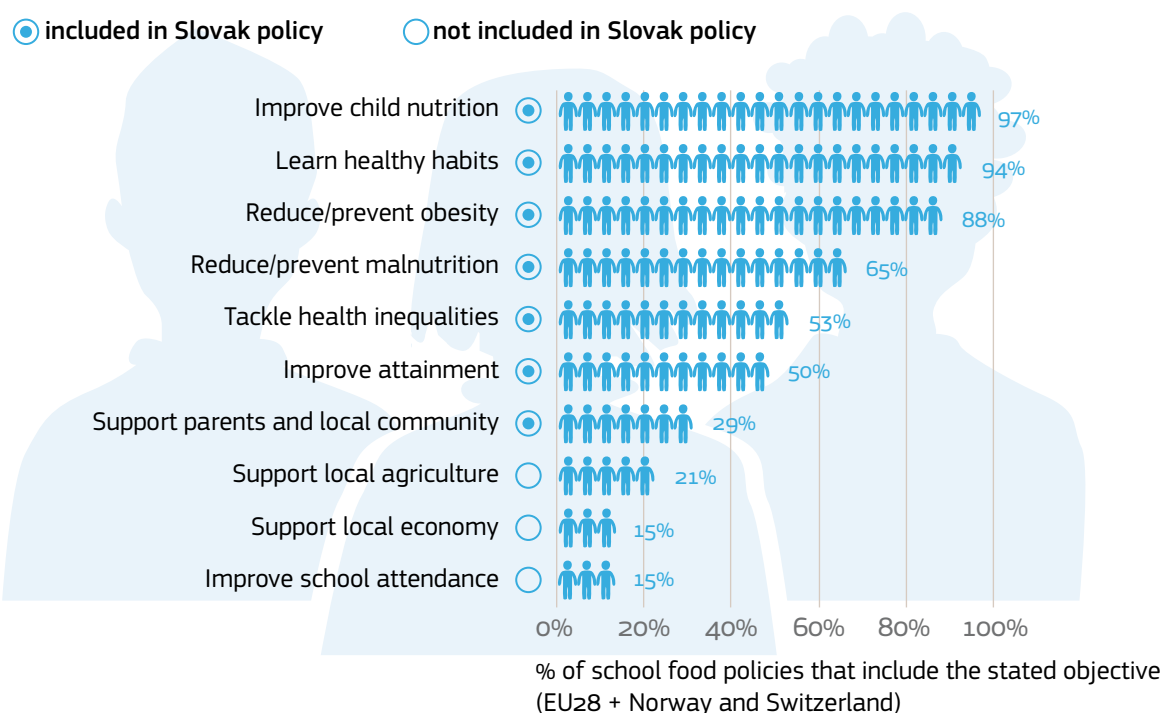 included in Slovak policy
not included in Slovak policy
Improve child nutrition 97%
Learn healthy habits 94%
Reduce/prevent obesity 88%
Reduce/prevent malnutrition 65%
Tackle health inequalities 53%
Improve attainment 50%
Support parents and local community 29%
Support local agriculture 21%
Support local economy 15%
Improve school attendance 15%
0% 20% 40% 60% 80% 100%
% of school food policies that include the stated objective
(EU28 + Norway and Switzerland)